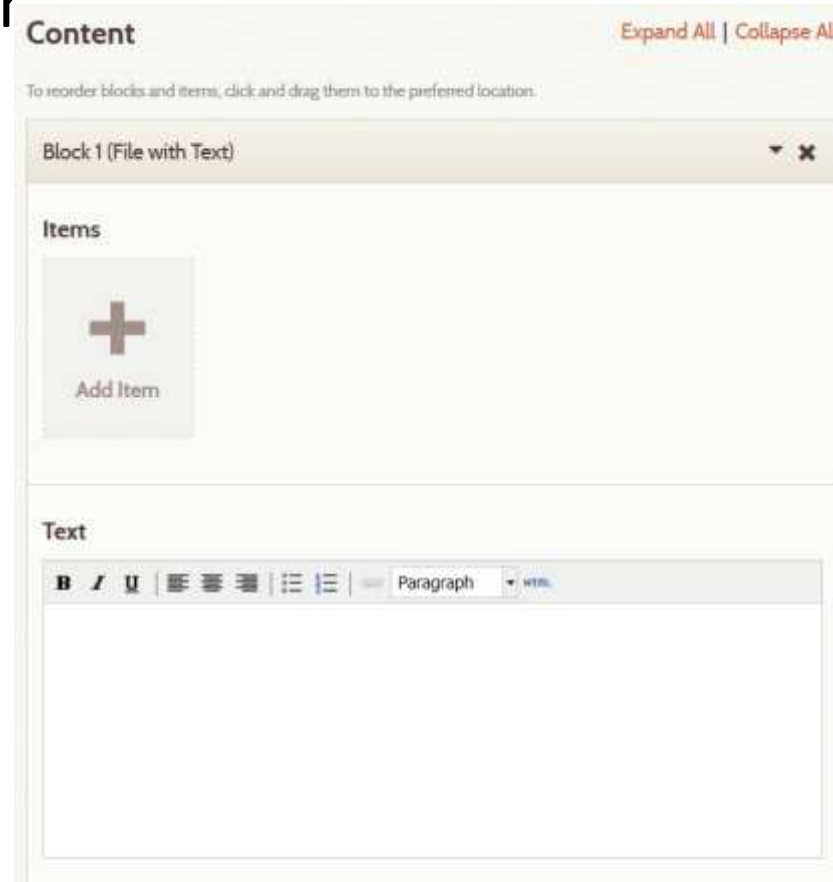 Content
Expand All | Collapse Al
To reorder blocks and items, click and drag them to the preferred location.
Block 1 (File with Text)
Items
Add Item
Text
B I U Paragraph HTML